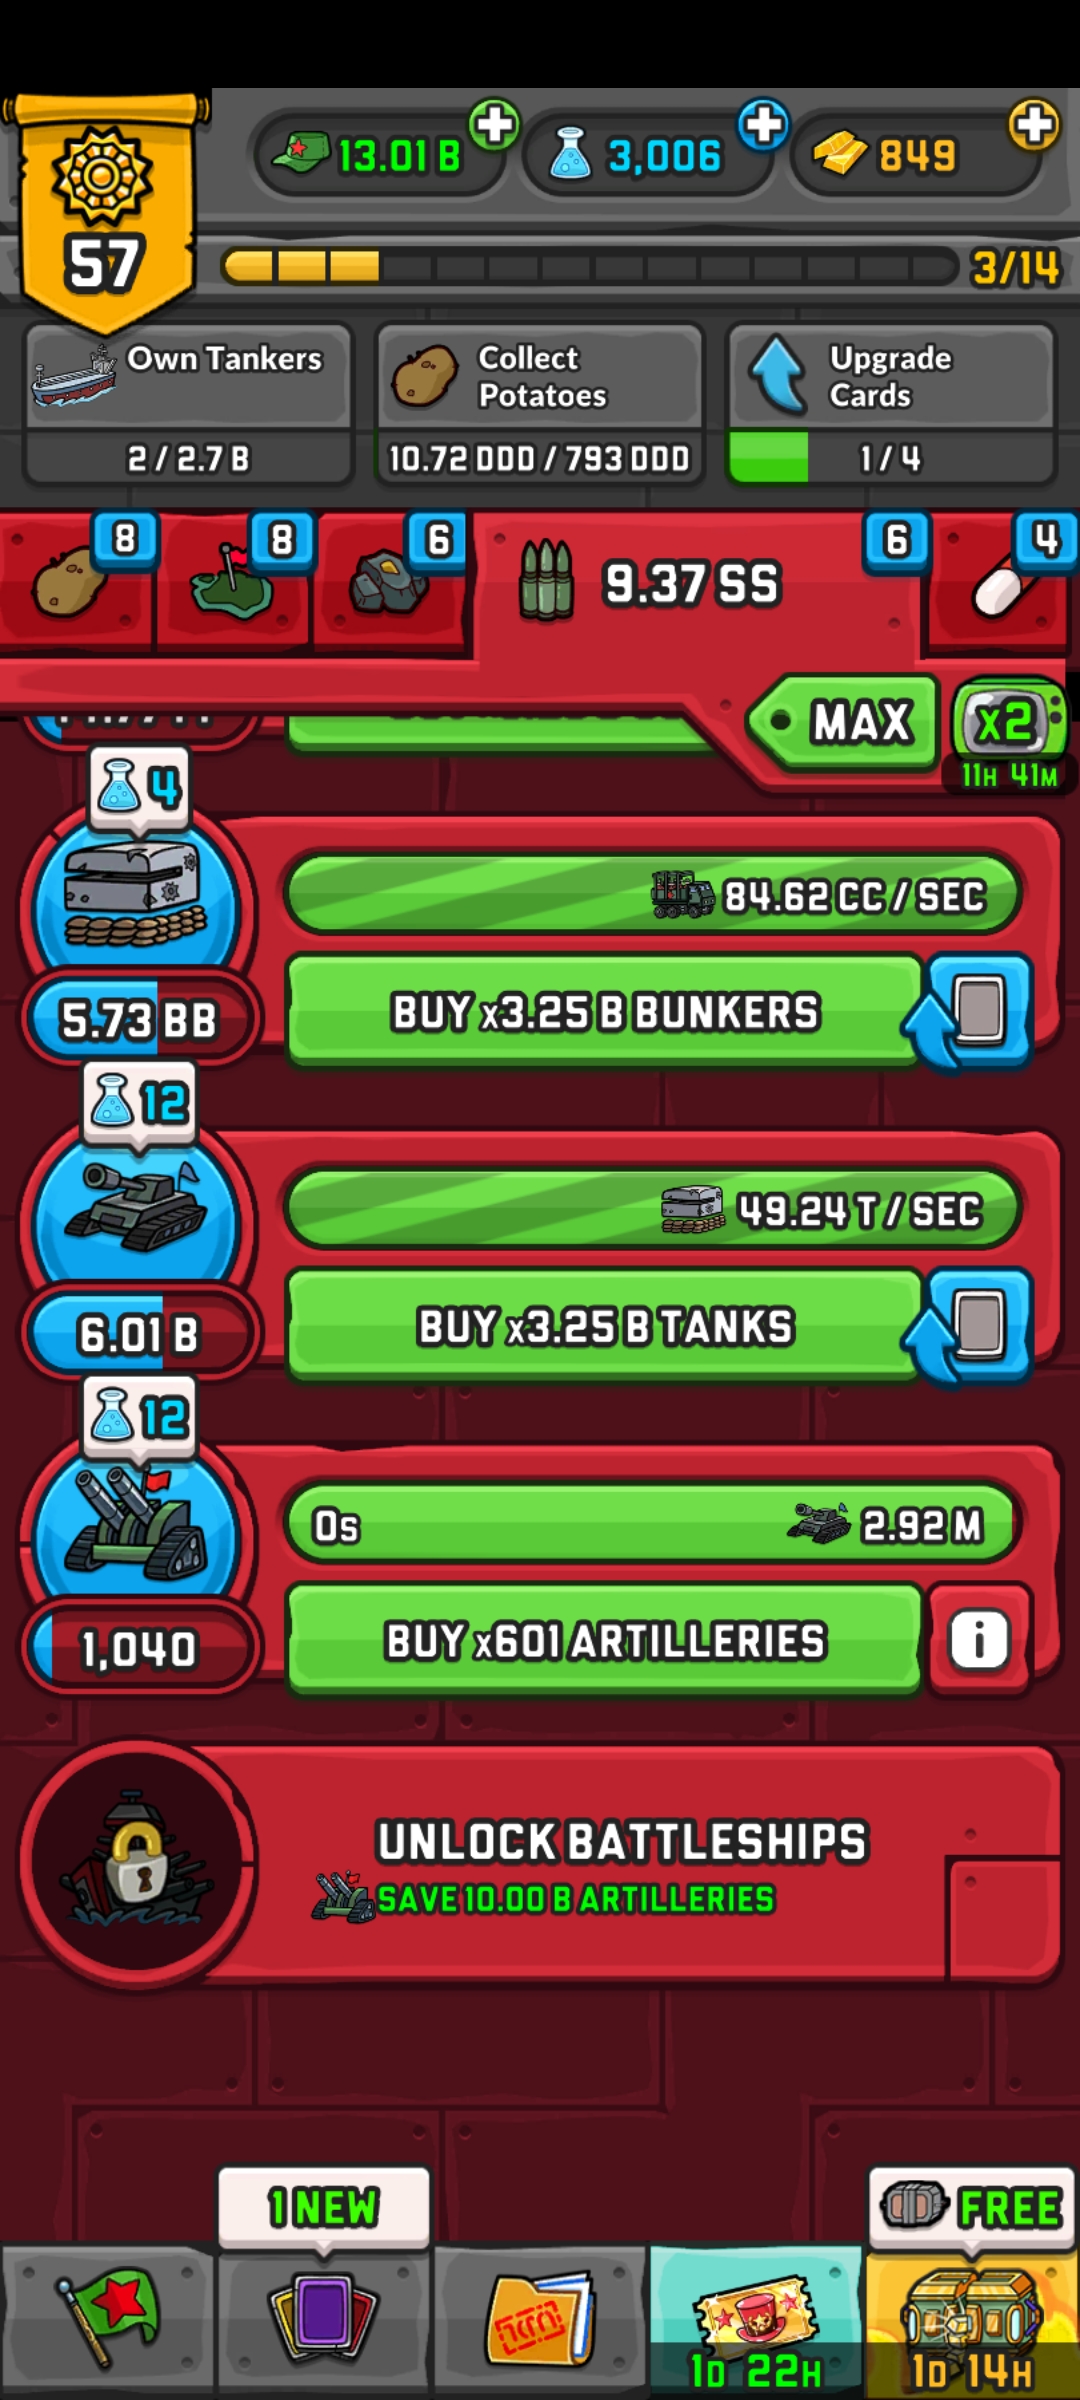 13.01 B
3,006
849
57
3/14
Own Tankers
2 / 2.7 B
Collect
Potatoes
10.72 DDD / 793 DDD
Upgrade
Cards
1 / 4
8
8
6
9.37 SS
6
4
MAX
x2
11H 41M
4
84.62 CC / SEC
BUY x3.25 B BUNKERS
5.73 BB
12
49.24 T / SEC
BUY x3.25 B TANKS
6.01 B
12
0s
2.92 M
BUY x601 ARTILLERIES
i
1,040
UNLOCK BATTLESHIPS
SAVE 10.00 B ARTILLERIES
1 NEW
FREE
1D 22H
1D 14H